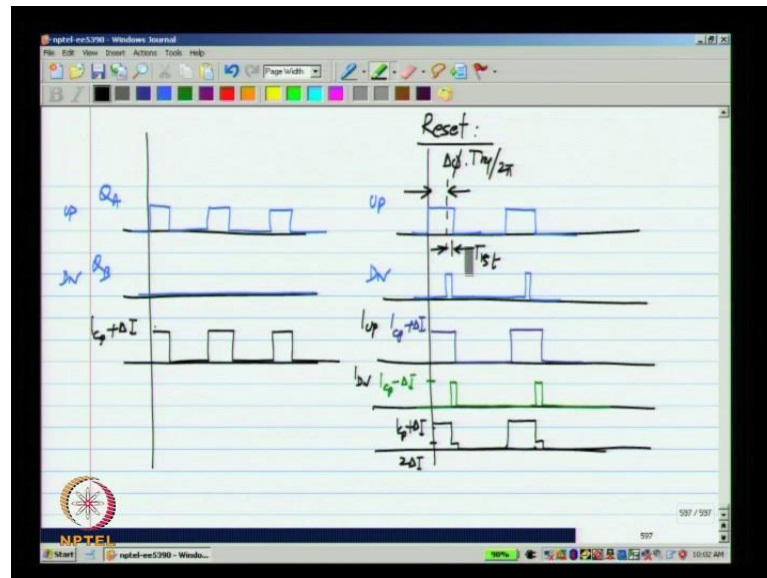 nptel-ee5390 - Windows Journal
File Edit View Insert Actions Tools Help
Page Width
B I
Reset:
Δφ. /2π
UP QA
UP
Trst
DN QB
DN
Icp+ΔI
IUP Icp+ΔI
IDN Icp-ΔI
Icp+ΔI
2ΔI
597 / 597
597
NPTEL
Start
nptel-ee5390 - Windo...
90%
10:02 AM